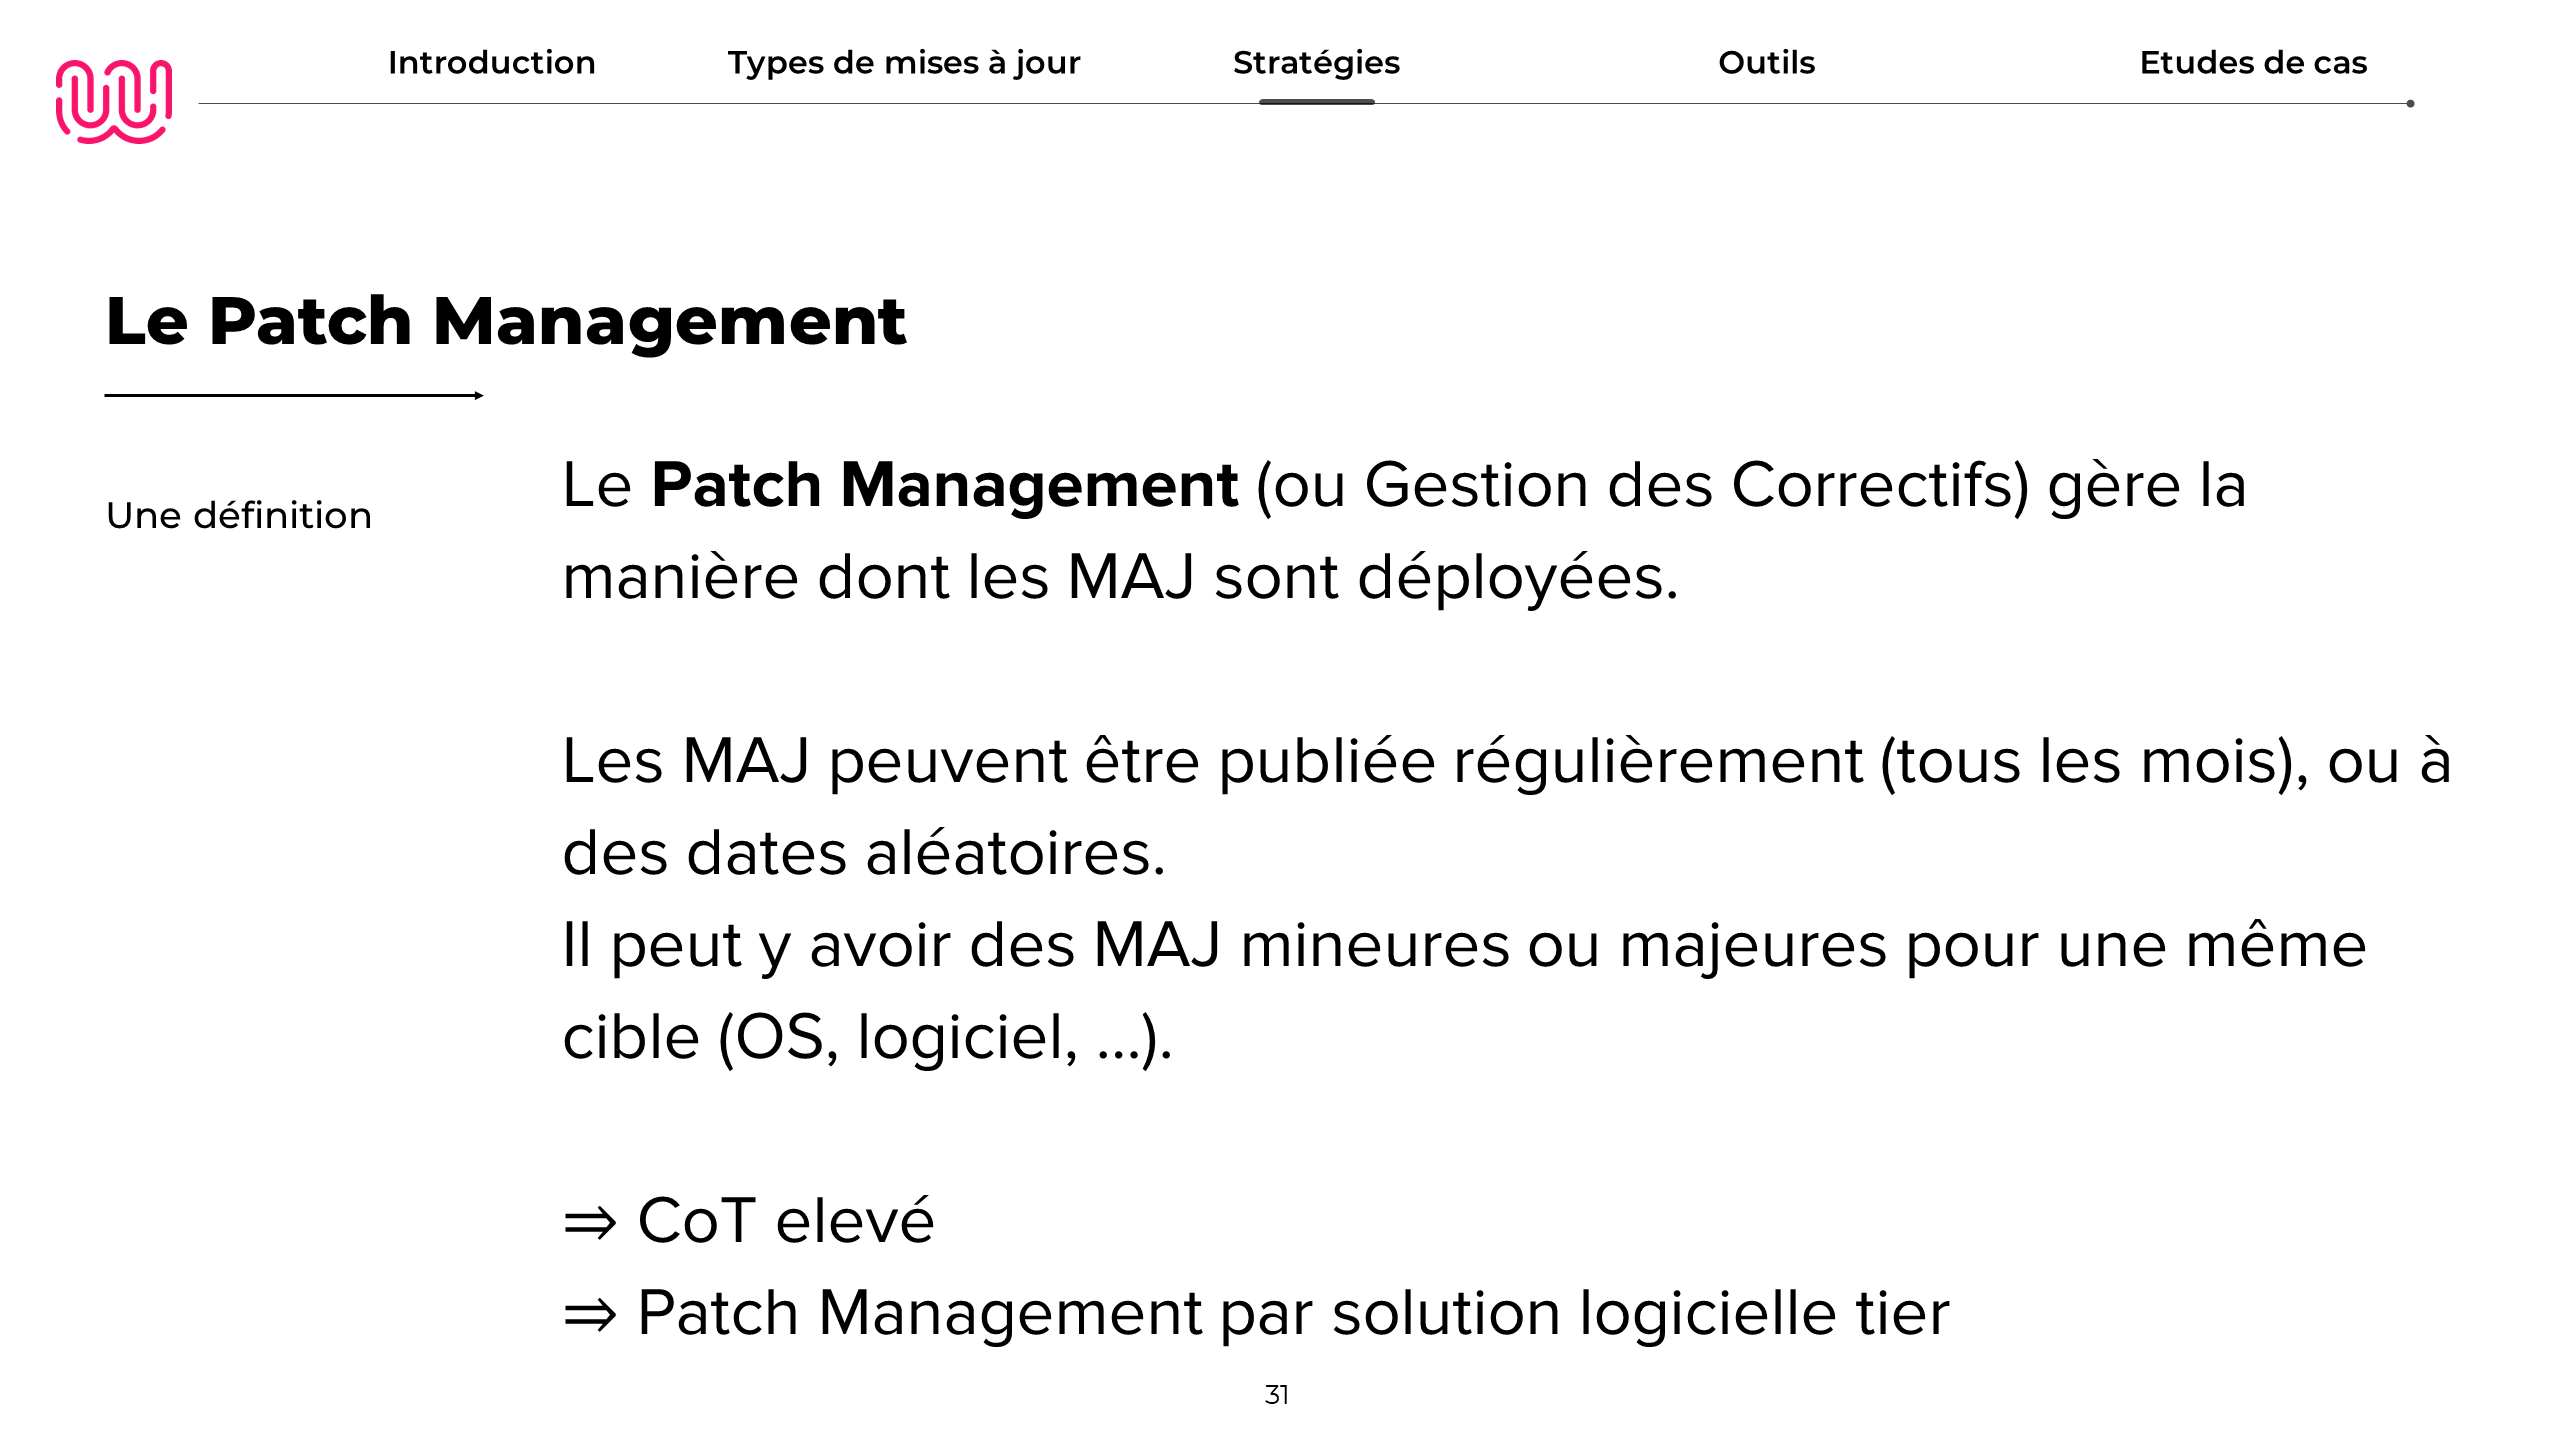 Introduction
Types de mises à jour
Stratégies
Outils
Etudes de cas
Le Patch Management
Une définition
Le Patch Management (ou Gestion des Correctifs) gère la
manière dont les MAJ sont déployées.
Les MAJ peuvent être publiée régulièrement (tous les mois), ou à
des dates aléatoires.
Il peut y avoir des MAJ mineures ou majeures pour une même
cible (OS, logiciel, ...).
⇒ CoT elevé
⇒ Patch Management par solution logicielle tier
31